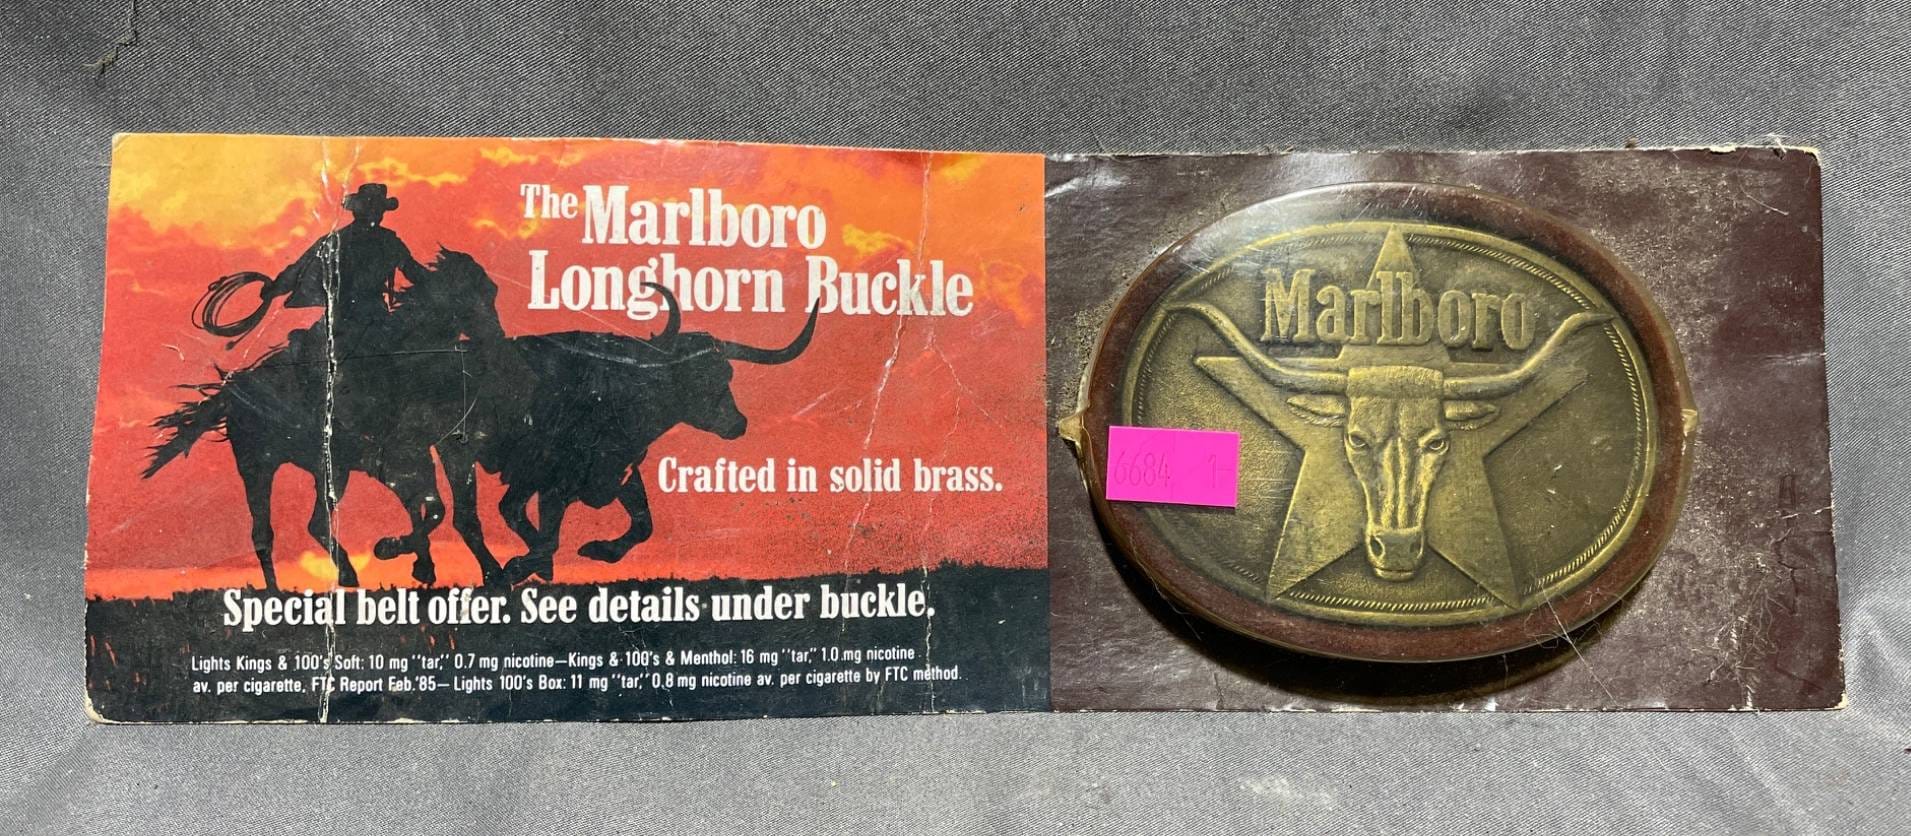 The Marlboro
Longhorn Buckle
Crafted in solid brass.
Special belt offer. See details under buckle.
Lights Kings & 100's Soft: 10 mg "tar," 0.7 mg nicotine—Kings & 100's & Menthol: 16 mg "tar," 1.0 mg nicotine
av. per cigarette, FTC Report Feb.'85—Lights 100's Box: 11 mg "tar," 0.8 mg nicotine av. per cigarette by FTC method.
Marlboro
6684 1-